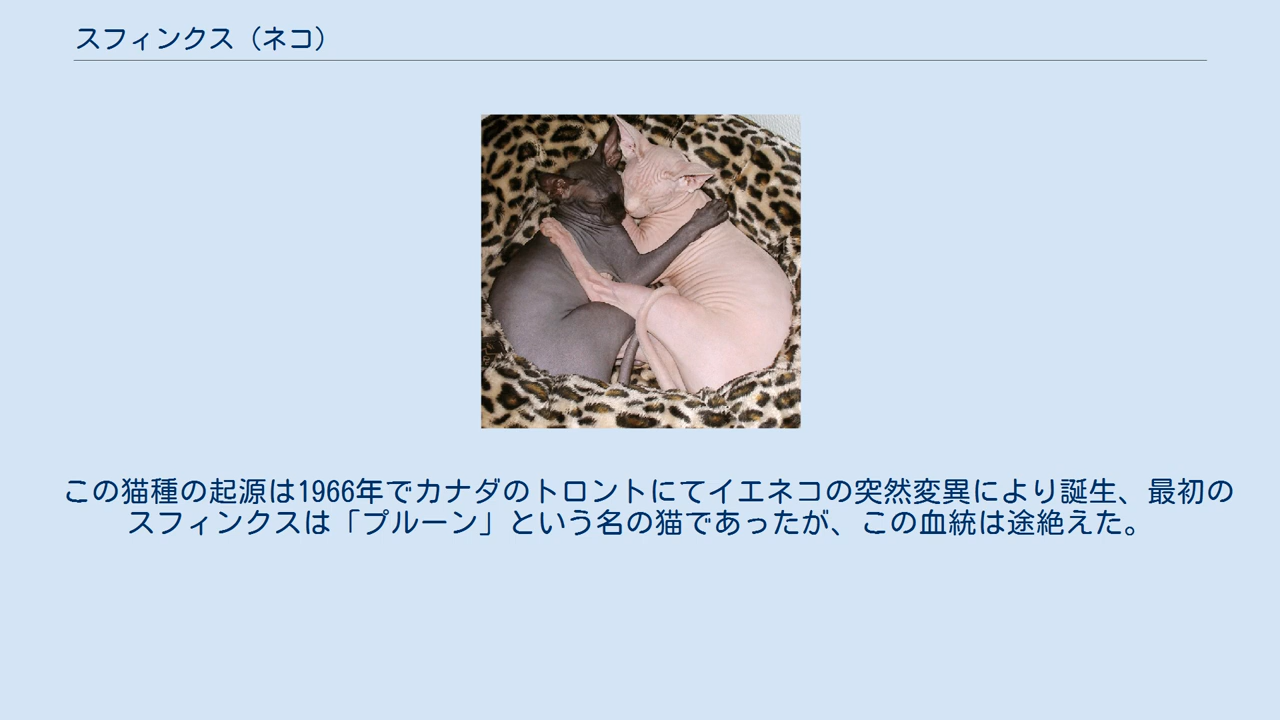 スフィンクス（ネコ）
この猫種の起源は1966年でカナダのトロントにてイエネコの突然変異により誕生、最初の
スフィンクスは「プルーン」という名の猫であったが、この血統は途絶えた。